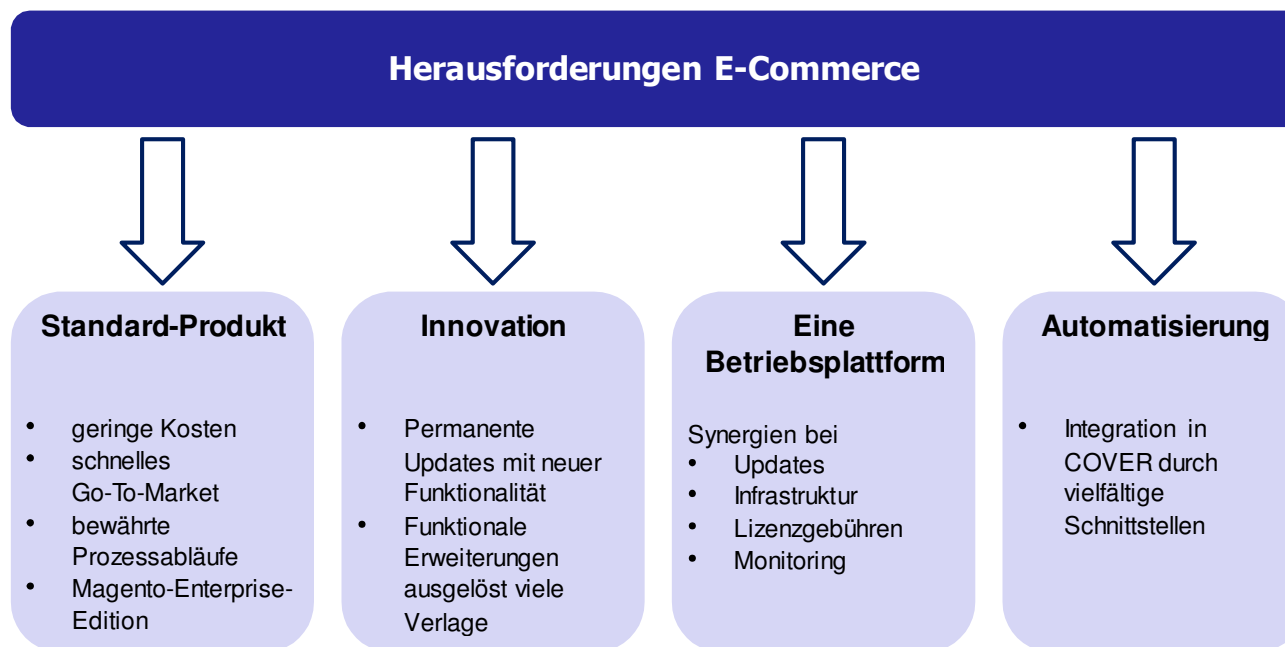 Herausforderungen E-Commerce
Standard-Produkt
• geringe Kosten
• schnelles
Go-To-Market
• bewährte
Prozessabläufe
• Magento-Enterprise-
Edition
Innovation
• Permanente
Updates mit neuer
Funktionalität
• Funktionale
Erweiterungen
ausgelöst viele
Verlage
Eine
Betriebsplattform
Synergien bei
• Updates
• Infrastruktur
• Lizenzgebühren
• Monitoring
Automatisierung
• Integration in
COVER durch
vielfältige
Schnittstellen